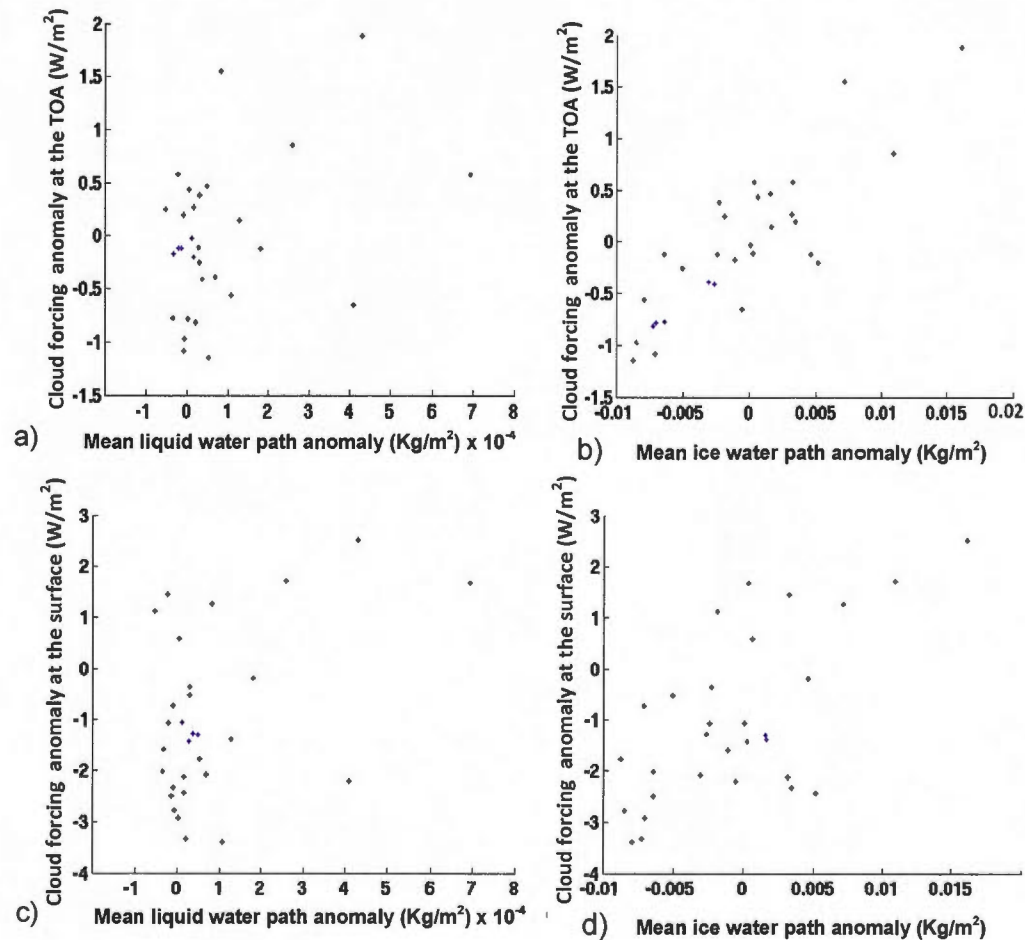 Cloud forcing anomaly at the TOA (W/m²)
2
1.5
1
0.5
0
-0.5
-1
-1.5
-1 0 1 2 3 4 5 6 7 8
a) Mean liquid water path anomaly (Kg/m²) x 10⁻⁴
Cloud forcing anomaly at the TOA (W/m²)
2
1.5
1
0.5
0
-0.5
-1
-1.5
-0.01 -0.005 0 0.005 0.01 0.015 0.02
b) Mean ice water path anomaly (Kg/m²)
Cloud forcing anomaly at the surface (W/m²)
3
2
1
0
-1
-2
-3
-4
-1 0 1 2 3 4 5 6 7 8
c) Mean liquid water path anomaly (Kg/m²) x 10⁻⁴
Cloud forcing anomaly at the surface (W/m²)
3
2
1
0
-1
-2
-3
-4
-0.01 -0.005 0 0.005 0.01 0.015
d) Mean ice water path anomaly (Kg/m²)